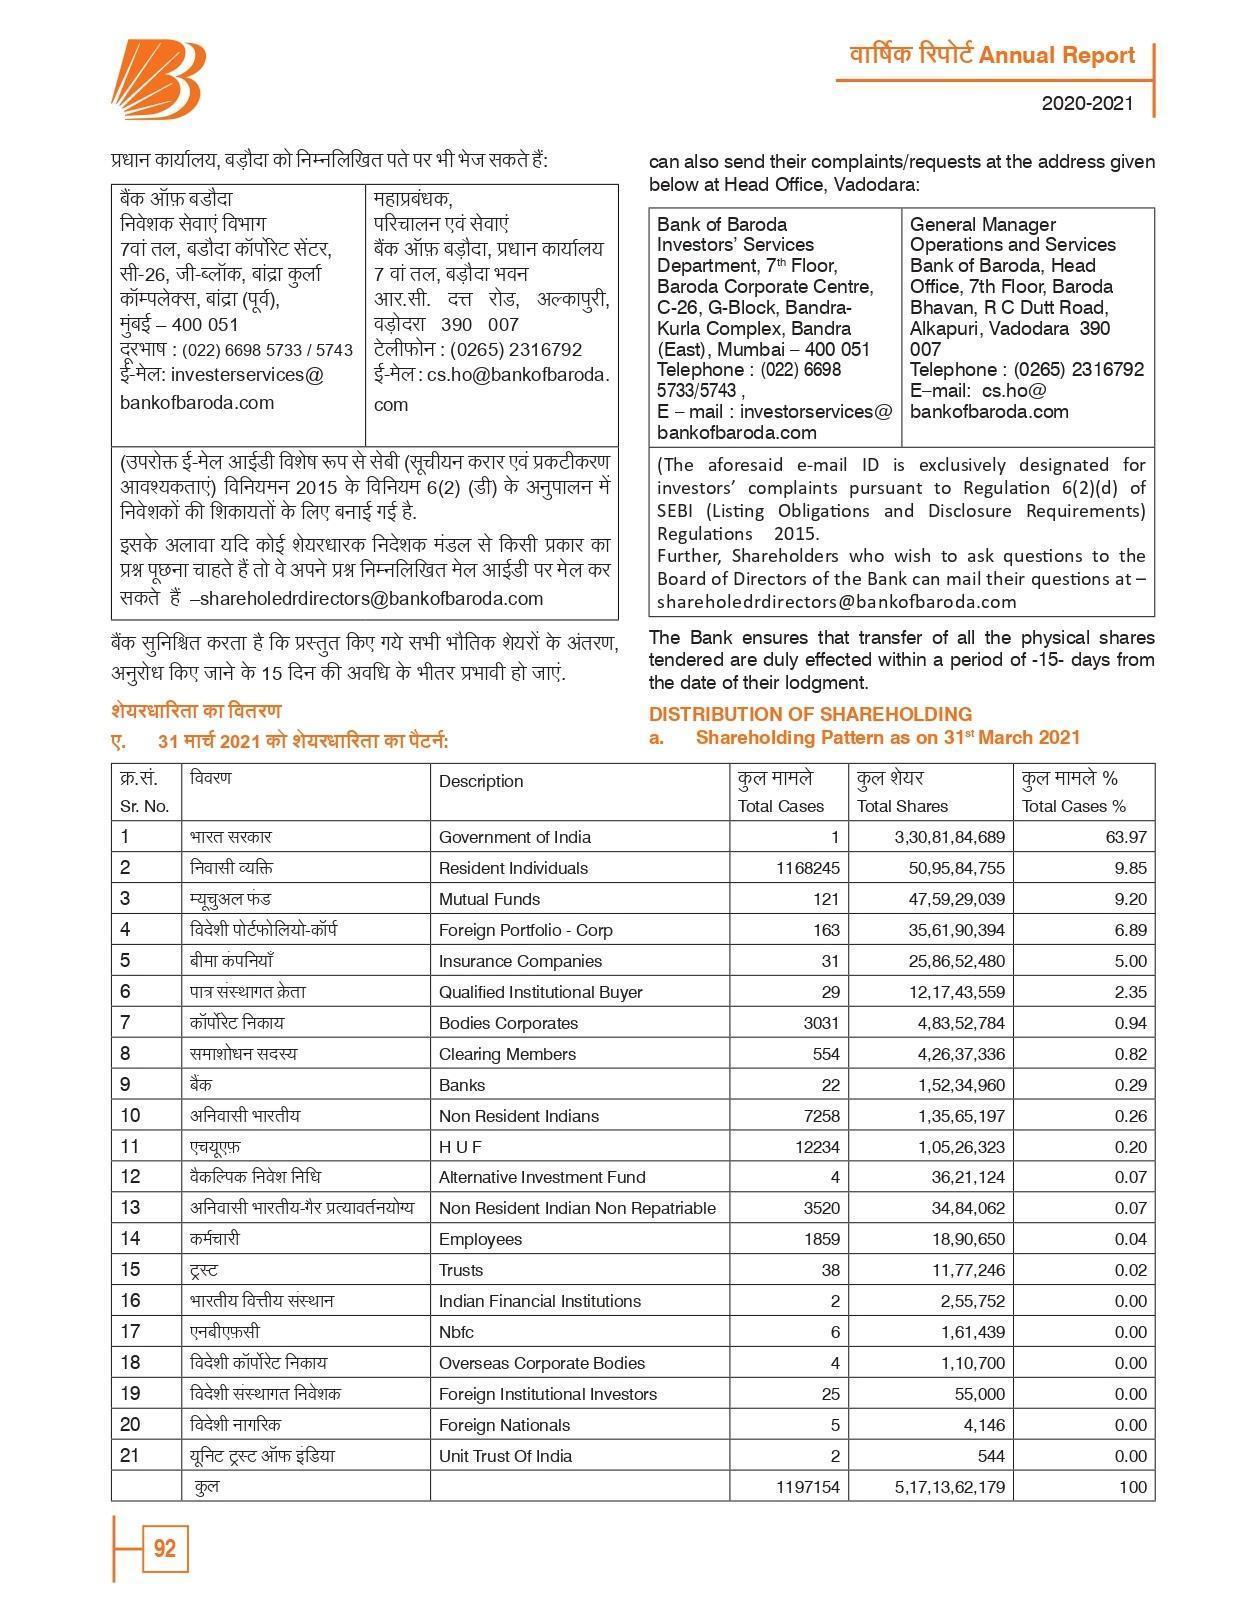 वार्षिक रिपोर्ट Annual Report
2020-2021
प्रधान कार्यालय, बड़ौदा को निम्नलिखित पते पर भी भेज सकते हैं:
बैंक ऑफ़ बडौदा
निवेशक सेवाएं विभाग
7वां तल, बडौदा कॉर्पोरेट सेंटर,
सी-26, जी-ब्लॉक, बांद्रा कुर्ला
कॉम्पलेक्स, बांद्रा (पूर्व),
मुंबई – 400 051
दूरभाष : (022) 6698 5733 / 5743
ई-मेल: investerservices@
bankofbaroda.com
महाप्रबंधक,
परिचालन एवं सेवाएं
बैंक ऑफ़ बड़ौदा, प्रधान कार्यालय
7 वां तल, बड़ौदा भवन
आर.सी. दत्त रोड, अल्कापुरी,
वड़ोदरा 390 007
टेलीफोन : (0265) 2316792
ई-मेल : cs.ho@bankofbaroda.
com
(उपरोक्त ई-मेल आईडी विशेष रूप से सेबी (सूचीयन करार एवं प्रकटीकरण
आवश्यकताएं) विनियमन 2015 के विनियम 6(2) (डी) के अनुपालन में
निवेशकों की शिकायतों के लिए बनाई गई है.
इसके अलावा यदि कोई शेयरधारक निदेशक मंडल से किसी प्रकार का
प्रश्न पूछना चाहते हैं तो वे अपने प्रश्न निम्नलिखित मेल आईडी पर मेल कर
सकते हैं –shareholedrdirectors@bankofbaroda.com
बैंक सुनिश्चित करता है कि प्रस्तुत किए गये सभी भौतिक शेयरों के अंतरण,
अनुरोध किए जाने के 15 दिन की अवधि के भीतर प्रभावी हो जाएं.
शेयरधारिता का वितरण
ए. 31 मार्च 2021 को शेयरधारिता का पैटर्न:
can also send their complaints/requests at the address given
below at Head Office, Vadodara:
Bank of Baroda
Investors’ Services
Department, 7th Floor,
Baroda Corporate Centre,
C-26, G-Block, Bandra-
Kurla Complex, Bandra
(East), Mumbai – 400 051
Telephone : (022) 6698
5733/5743 ,
E – mail : investorservices@
bankofbaroda.com
General Manager
Operations and Services
Bank of Baroda, Head
Office, 7th Floor, Baroda
Bhavan, R C Dutt Road,
Alkapuri, Vadodara 390
007
Telephone : (0265) 2316792
E–mail: cs.ho@
bankofbaroda.com
(The aforesaid e-mail ID is exclusively designated for
investors’ complaints pursuant to Regulation 6(2)(d) of
SEBI (Listing Obligations and Disclosure Requirements)
Regulations 2015.
Further, Shareholders who wish to ask questions to the
Board of Directors of the Bank can mail their questions at –
shareholedrdirectors@bankofbaroda.com
The Bank ensures that transfer of all the physical shares
tendered are duly effected within a period of -15- days from
the date of their lodgment.
DISTRIBUTION OF SHAREHOLDING
a. Shareholding Pattern as on 31st March 2021
क्र.सं. विवरण Description कुल मामले कुल शेयर कुल मामले %
Sr. No. Total Cases Total Shares Total Cases %
1 भारत सरकार Government of India 1 3,30,81,84,689 63.97
2 निवासी व्यक्ति Resident Individuals 1168245 50,95,84,755 9.85
3 म्यूचुअल फंड Mutual Funds 121 47,59,29,039 9.20
4 विदेशी पोर्टफोलियो-कॉर्प Foreign Portfolio - Corp 163 35,61,90,394 6.89
5 बीमा कंपनियाँ Insurance Companies 31 25,86,52,480 5.00
6 पात्र संस्थागत क्रेता Qualified Institutional Buyer 29 12,17,43,559 2.35
7 कॉर्पोरेट निकाय Bodies Corporates 3031 4,83,52,784 0.94
8 समाशोधन सदस्य Clearing Members 554 4,26,37,336 0.82
9 बैंक Banks 22 1,52,34,960 0.29
10 अनिवासी भारतीय Non Resident Indians 7258 1,35,65,197 0.26
11 एचयूएफ़ H U F 12234 1,05,26,323 0.20
12 वैकल्पिक निवेश निधि Alternative Investment Fund 4 36,21,124 0.07
13 अनिवासी भारतीय-गैर प्रत्यावर्तनयोग्य Non Resident Indian Non Repatriable 3520 34,84,062 0.07
14 कर्मचारी Employees 1859 18,90,650 0.04
15 ट्रस्ट Trusts 38 11,77,246 0.02
16 भारतीय वित्तीय संस्थान Indian Financial Institutions 2 2,55,752 0.00
17 एनबीएफ़सी Nbfc 6 1,61,439 0.00
18 विदेशी कॉर्पोरेट निकाय Overseas Corporate Bodies 4 1,10,700 0.00
19 विदेशी संस्थागत निवेशक Foreign Institutional Investors 25 55,000 0.00
20 विदेशी नागरिक Foreign Nationals 5 4,146 0.00
21 यूनिट ट्रस्ट ऑफ इंडिया Unit Trust Of India 2 544 0.00
कुल 1197154 5,17,13,62,179 100
92